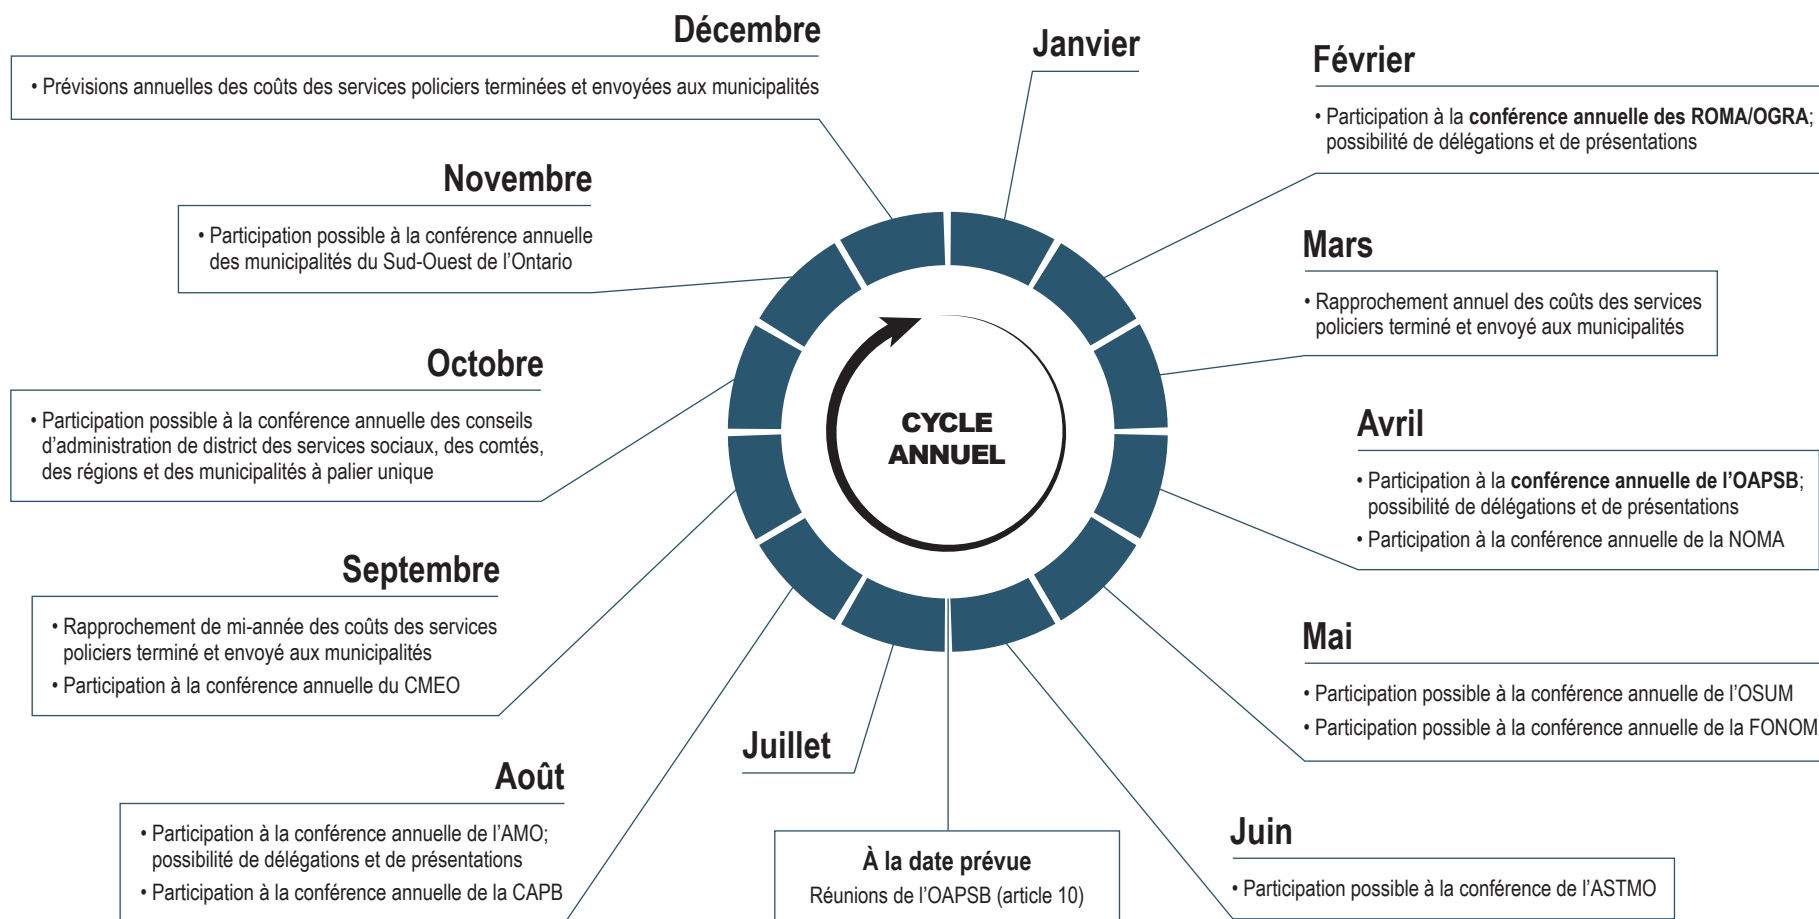 Janvier
Février
• Participation à la conférence annuelle des ROMA/OGRA;
possibilité de délégations et de présentations
Mars
• Rapprochement annuel des coûts des services
policiers terminé et envoyé aux municipalités
Avril
• Participation à la conférence annuelle de l’OAPSB;
possibilité de délégations et de présentations
• Participation à la conférence annuelle de la NOMA
Mai
• Participation possible à la conférence annuelle de l’OSUM
• Participation possible à la conférence annuelle de la FONOM
Juin
• Participation possible à la conférence de l’ASTMO
À la date prévue
Réunions de l’OAPSB (article 10)
Juillet
Août
• Participation à la conférence annuelle de l’AMO;
possibilité de délégations et de présentations
• Participation à la conférence annuelle de la CAPB
Septembre
• Rapprochement de mi-année des coûts des services
policiers terminé et envoyé aux municipalités
• Participation à la conférence annuelle du CMEO
Octobre
• Participation possible à la conférence annuelle des conseils
d’administration de district des services sociaux, des comtés,
des régions et des municipalités à palier unique
Novembre
• Participation possible à la conférence annuelle
des municipalités du Sud-Ouest de l’Ontario
Décembre
• Prévisions annuelles des coûts des services policiers terminées et envoyées aux municipalités
CYCLE
ANNUEL